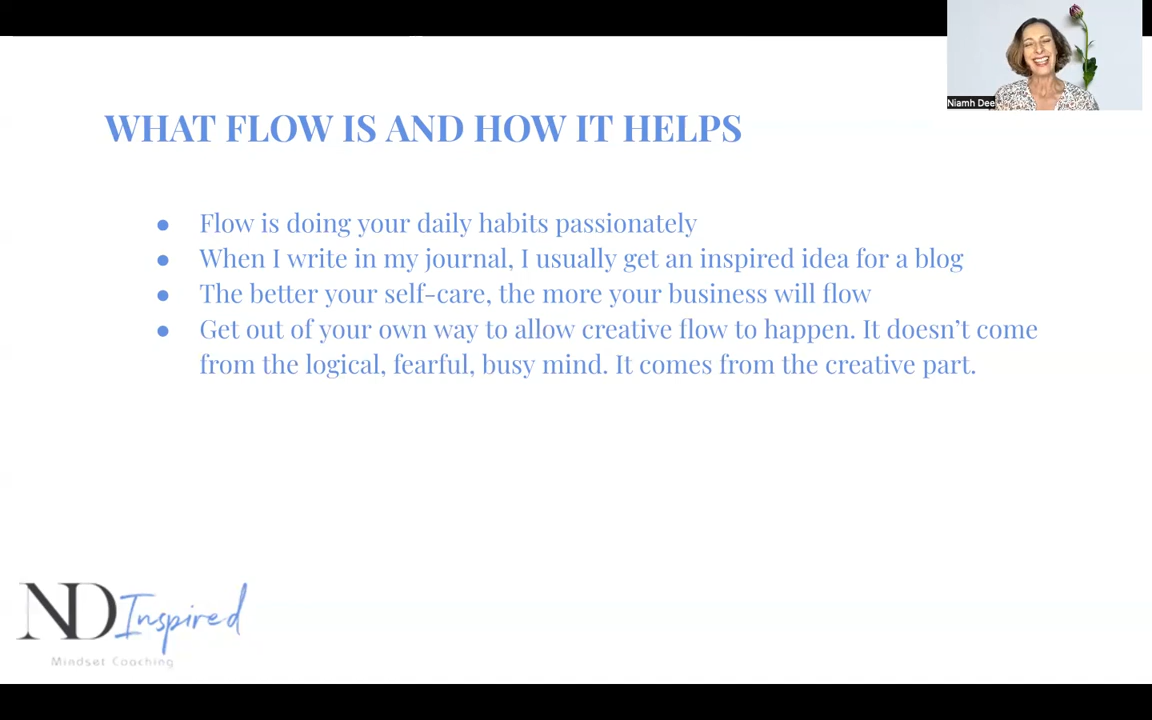 Niamh Dee
WHAT FLOW IS AND HOW IT HELPS
● Flow is doing your daily habits passionately
● When I write in my journal, I usually get an inspired idea for a blog
● The better your self-care, the more your business will flow
● Get out of your own way to allow creative flow to happen. It doesn’t come
from the logical, fearful, busy mind. It comes from the creative part.
ND Inspired
Mindset Coaching